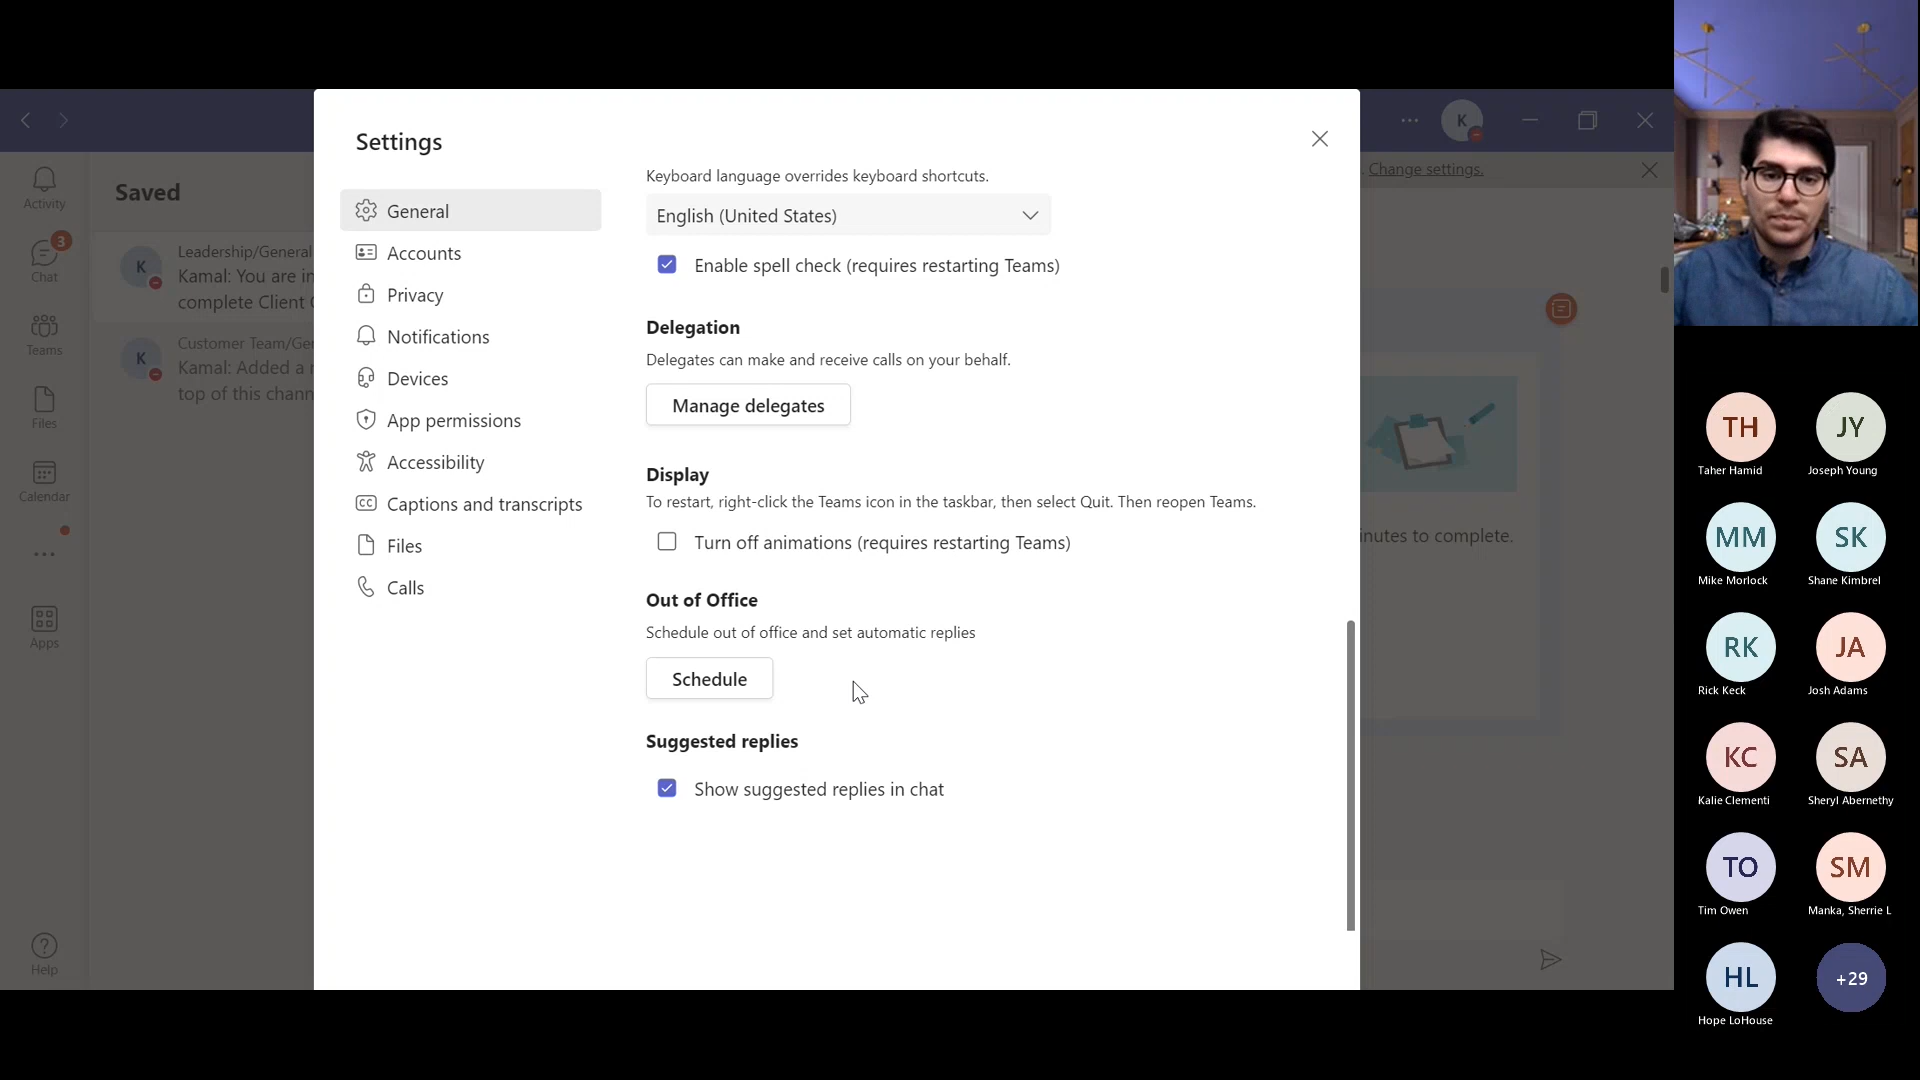 Settings
General
Accounts
Privacy
Notifications
Devices
App permissions
Accessibility
Captions and transcripts
Files
Calls
Keyboard language overrides keyboard shortcuts.
English (United States)
Enable spell check (requires restarting Teams)
Delegation
Delegates can make and receive calls on your behalf.
Manage delegates
Display
To restart, right-click the Teams icon in the taskbar, then select Quit. Then reopen Teams.
Turn off animations (requires restarting Teams)
Out of Office
Schedule out of office and set automatic replies
Schedule
Suggested replies
Show suggested replies in chat
Activity
3
Chat
Teams
Files
Calendar
Apps
Help
Saved
K
Leadership/General
Kamal: You are in
complete Client
K
Customer Team/Ge
Kamal: Added a
top of this chann
K
Change settings.
inutes to complete.
TH
Taher Hamid
JY
Joseph Young
MM
Mike Morlock
SK
Shane Kimbrel
RK
Rick Keck
JA
Josh Adams
KC
Kalie Clementi
SA
Sheryl Abernethy
TO
Tim Owen
SM
Manka, Sherrie L
HL
Hope LoHouse
+29